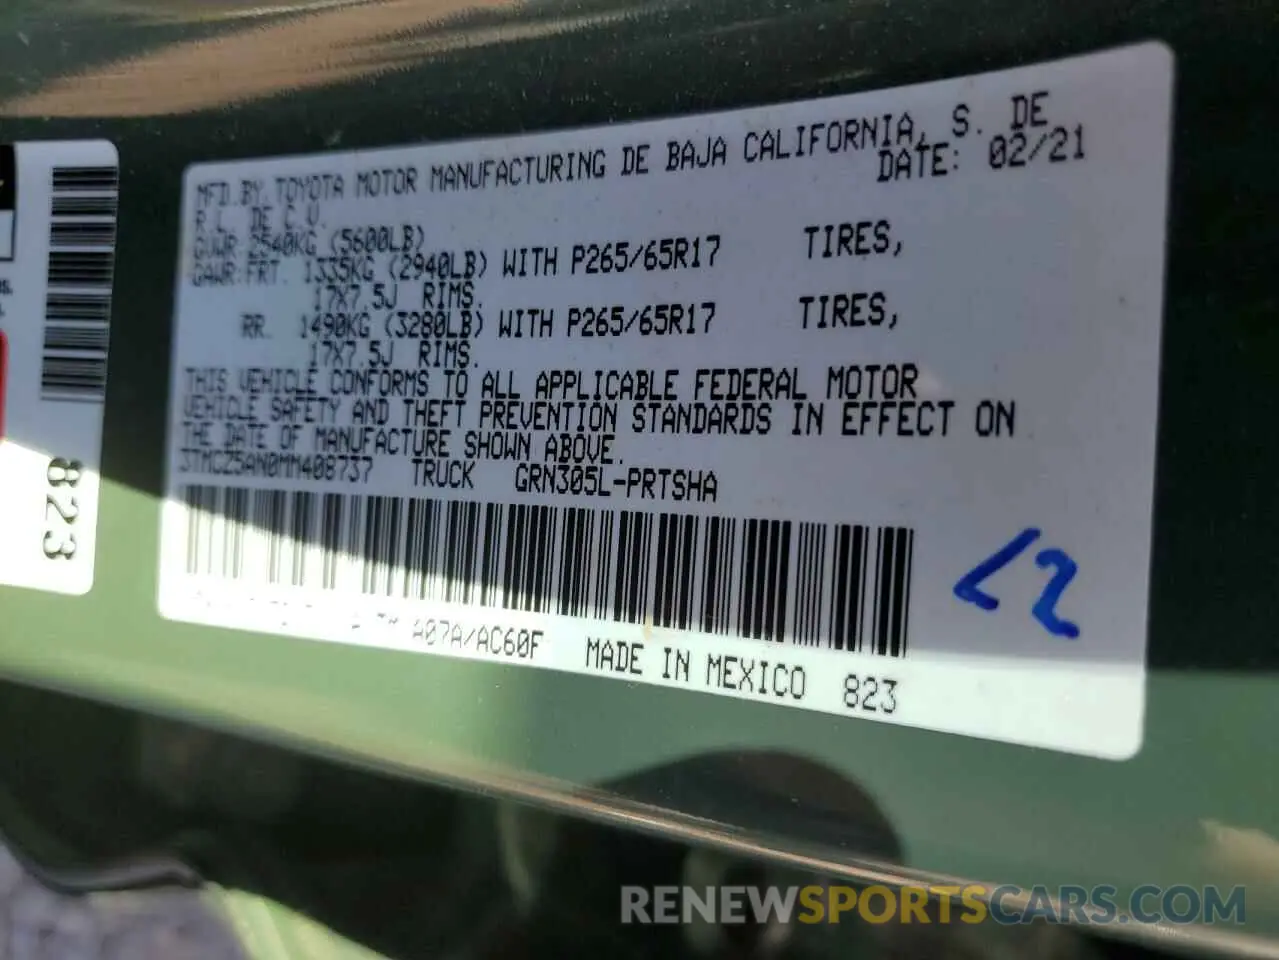 MFD.BY.TOYOTA MOTOR MANUFACTURING DE BAJA CALIFORNIA, S. DE
R.L. DE C.V. DATE: 02/21
GVWR 2540KG (5600LB)
GAWR:FRT. 1335KG (2940LB) WITH P265/65R17 TIRES,
17X7.5J RIMS.
RR. 1490KG (3280LB) WITH P265/65R17 TIRES,
17X7.5J RIMS.
THIS VEHICLE CONFORMS TO ALL APPLICABLE FEDERAL MOTOR
VEHICLE SAFETY AND THEFT PREVENTION STANDARDS IN EFFECT ON
THE DATE OF MANUFACTURE SHOWN ABOVE.
3TMCZ5AN0MM408737 TRUCK GRN305L-PRTSHA
A07A/AC60F MADE IN MEXICO 823
823
RENEWSPORTSCARS.COM